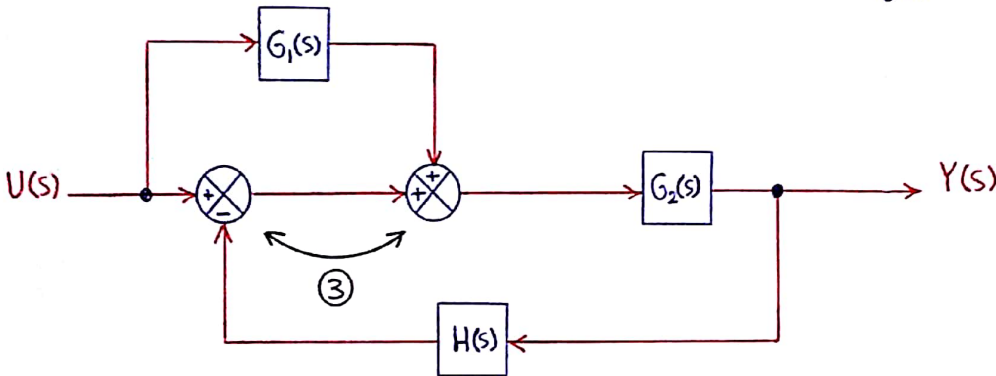 G₁(s)
U(s)
+
-
+
+
G₂(s)
Y(s)
③
H(s)